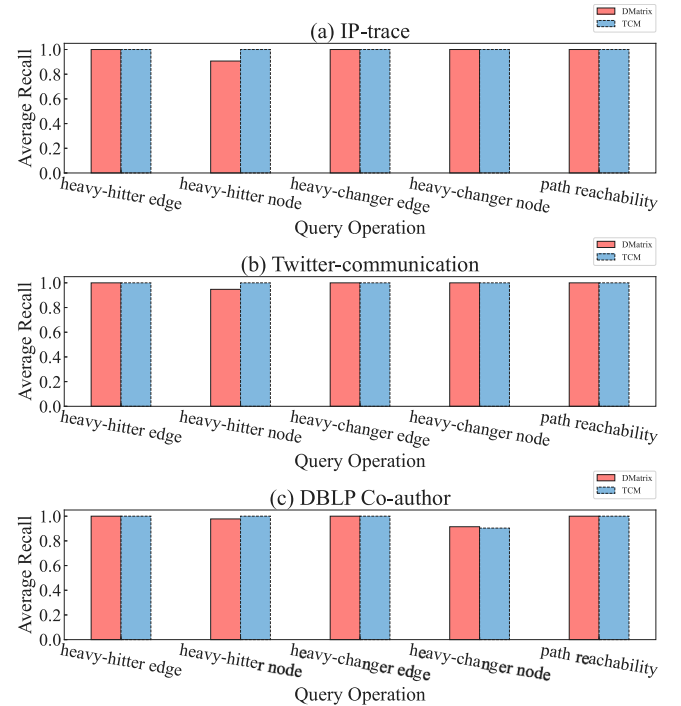 DMatrix
TCM
(a) IP-trace
1.0
0.8
0.6
0.4
0.2
0.0
Average Recall
heavy-hitter edge
heavy-hitter node
heavy-changer edge
heavy-changer node
path reachability
Query Operation
DMatrix
TCM
(b) Twitter-communication
1.0
0.8
0.6
0.4
0.2
0.0
Average Recall
heavy-hitter edge
heavy-hitter node
heavy-changer edge
heavy-changer node
path reachability
Query Operation
DMatrix
TCM
(c) DBLP Co-author
1.0
0.8
0.6
0.4
0.2
0.0
Average Recall
heavy-hitter edge
heavy-hitter node
heavy-changer edge
heavy-changer node
path reachability
Query Operation